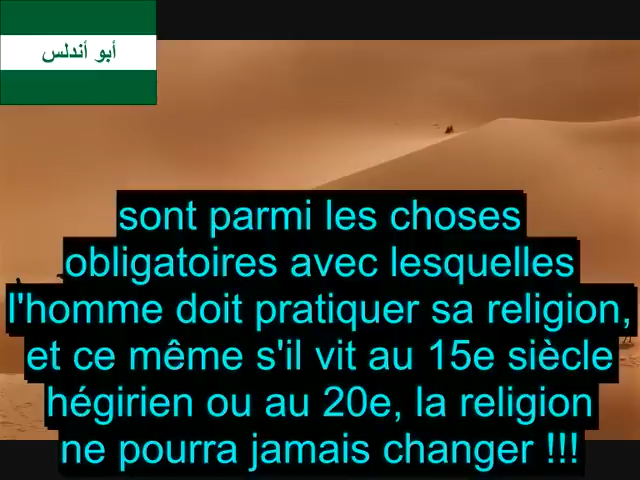 أبو أندلس
sont parmi les choses
obligatoires avec lesquelles
l'homme doit pratiquer sa religion,
et ce même s'il vit au 15e siècle
hégirien ou au 20e, la religion
ne pourra jamais changer !!!